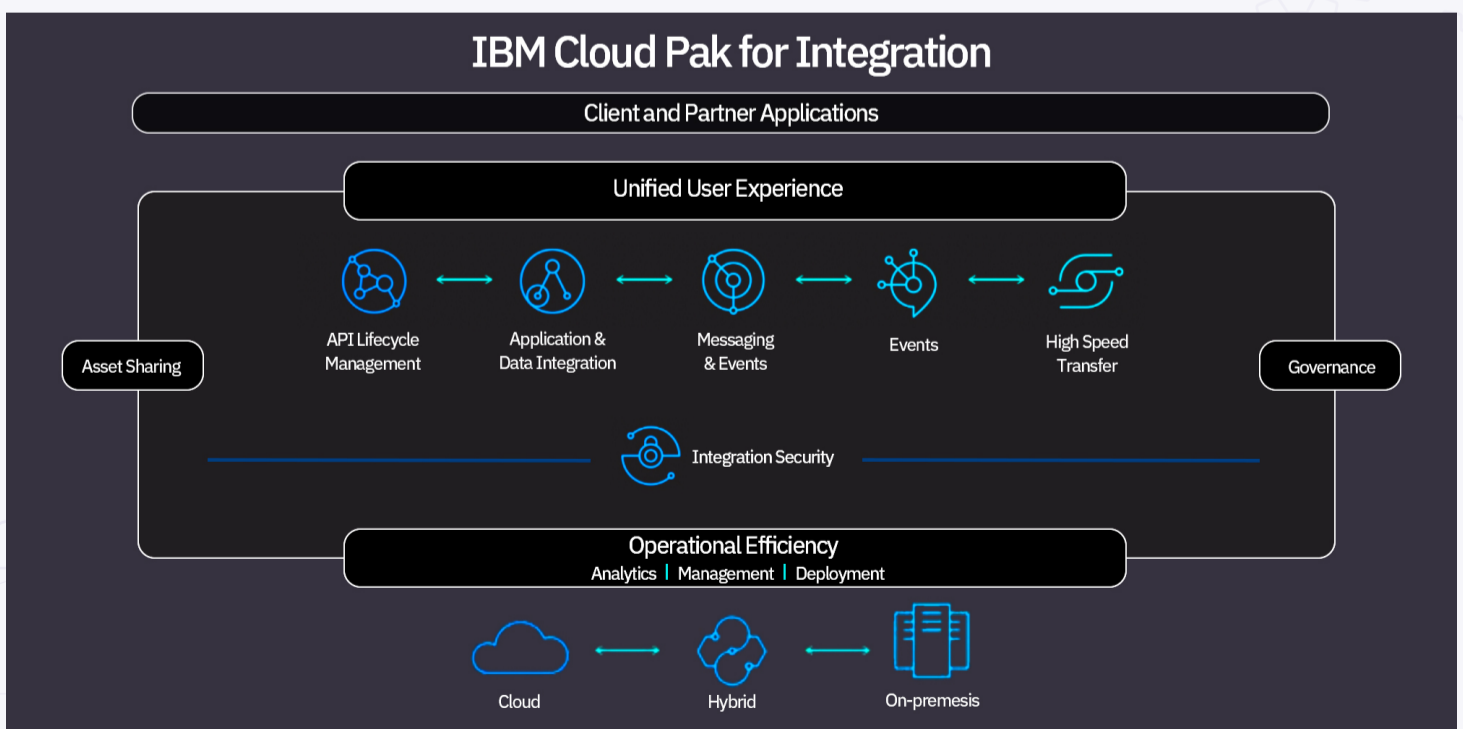 IBM Cloud Pak for Integration
Client and Partner Applications
Unified User Experience
API Lifecycle
Management
Application &
Data Integration
Messaging
& Events
Events
High Speed
Transfer
Asset Sharing
Governance
Integration Security
Operational Efficiency
Analytics | Management | Deployment
Cloud
Hybrid
On-premesis